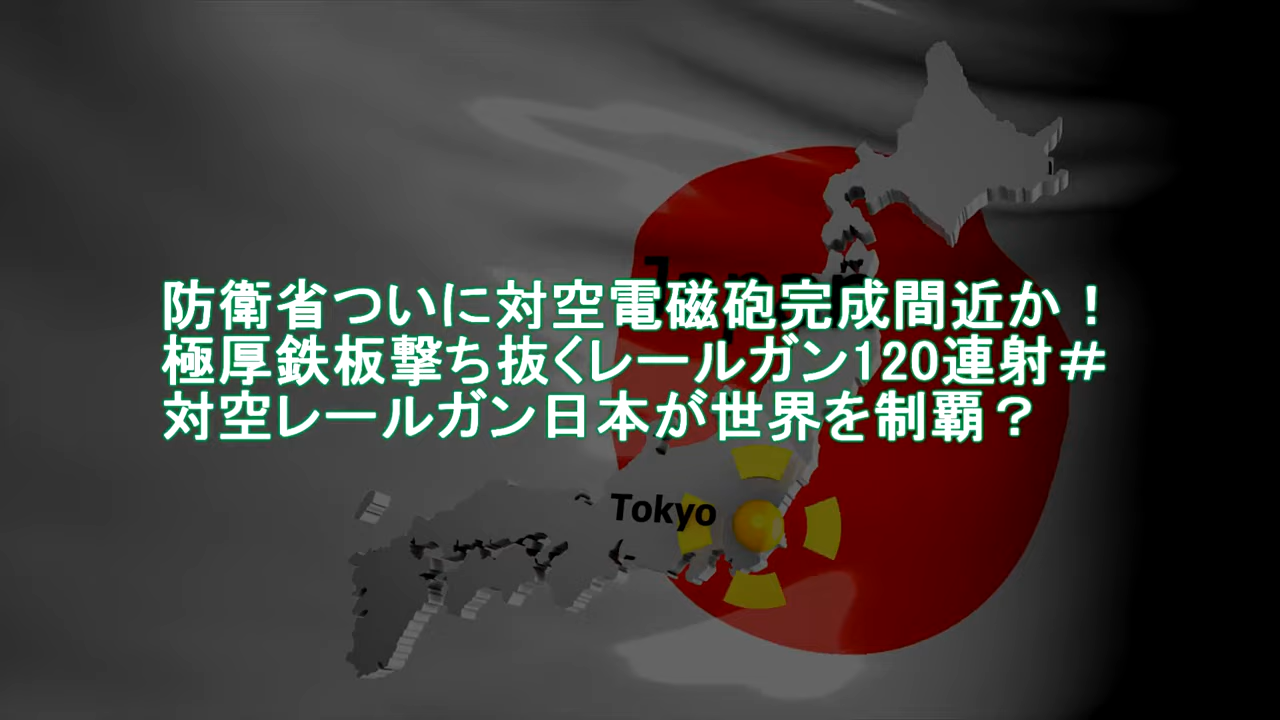 Japan
防衛省ついに対空電磁砲完成間近か！
極厚鉄板撃ち抜くレールガン120連射＃
対空レールガン日本が世界を制覇？
Tokyo